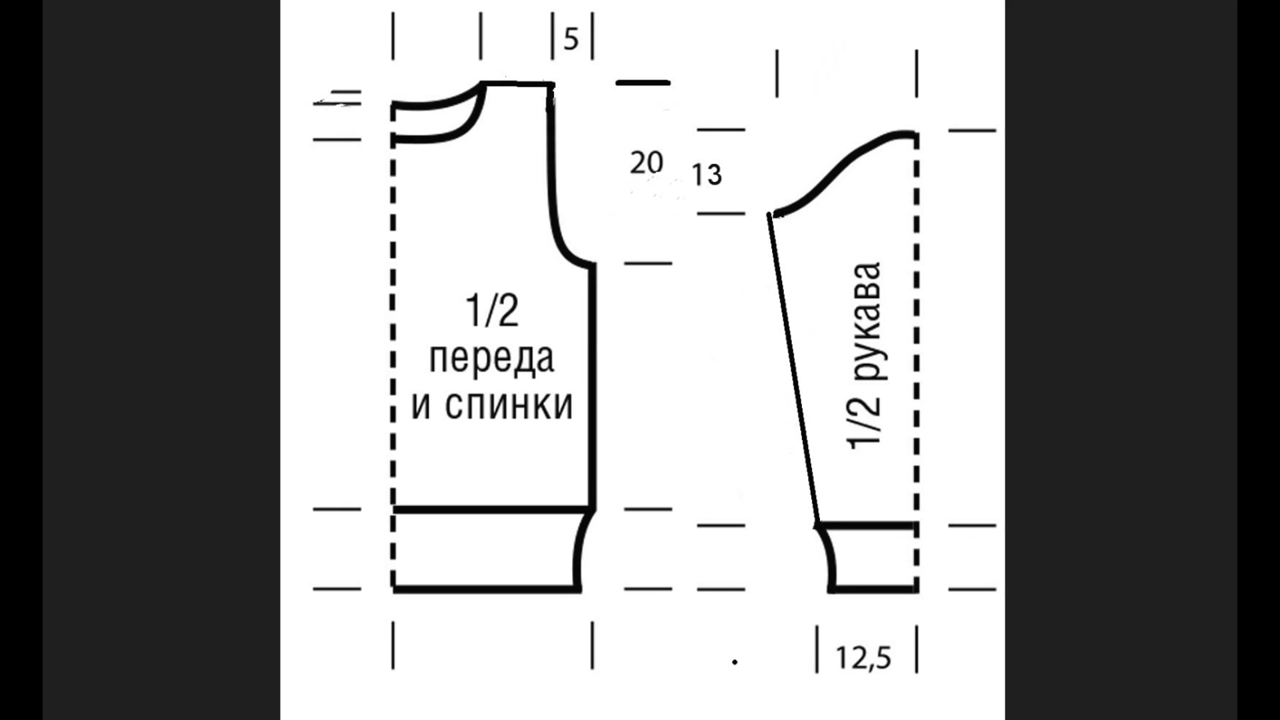 5
20
13
1/2
переда
и спинки
1/2 рукава
12,5